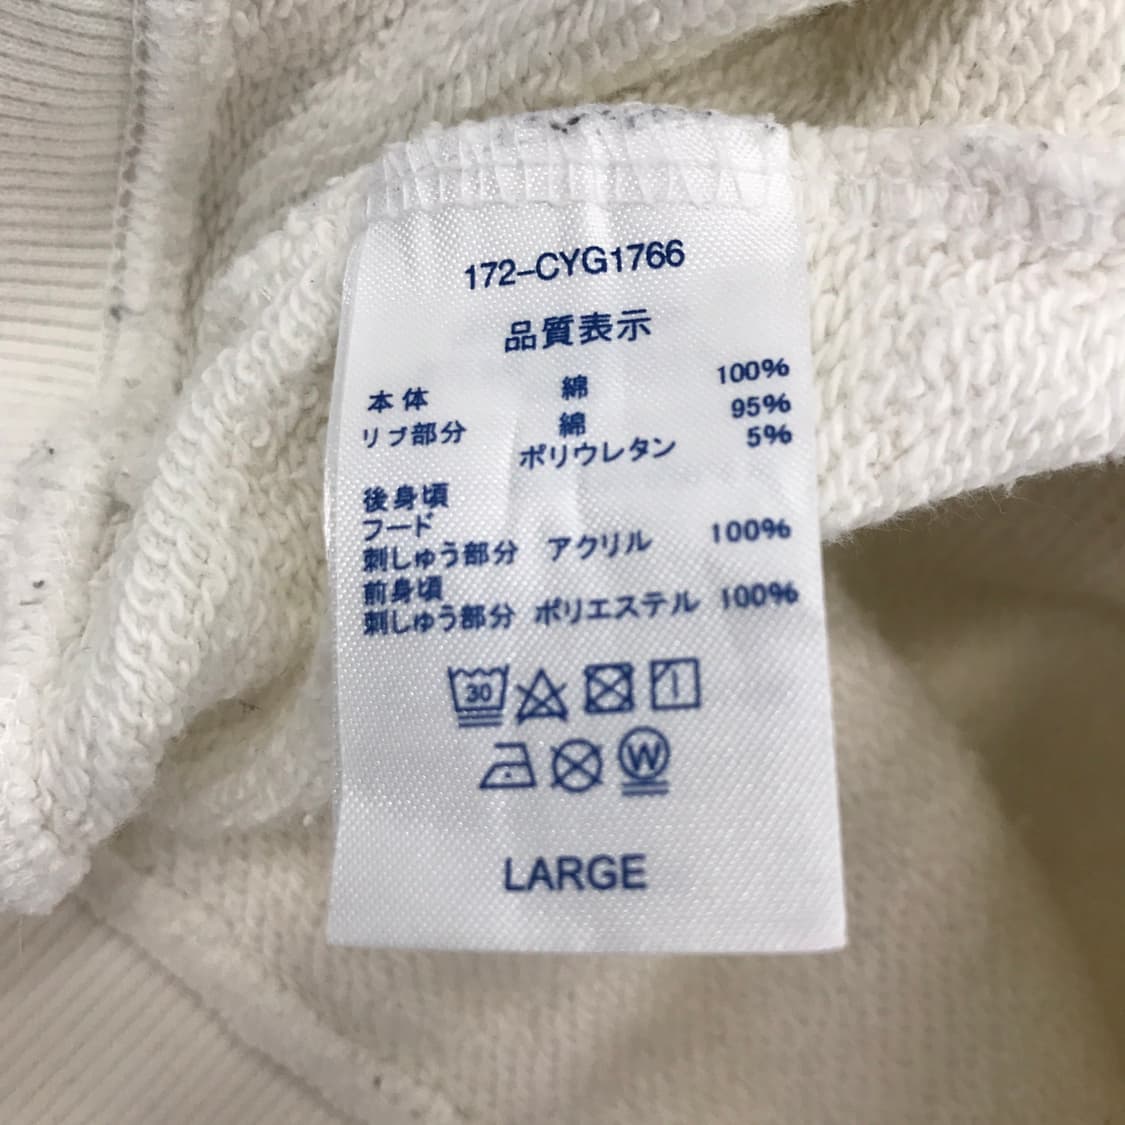 172-CYG1766
品質表示
本体 綿 100%
リブ部分 綿 95%
ポリウレタン 5%
後身頃
フード
刺しゅう部分 アクリル 100%
前身頃
刺しゅう部分 ポリエステル 100%
30
W
LARGE